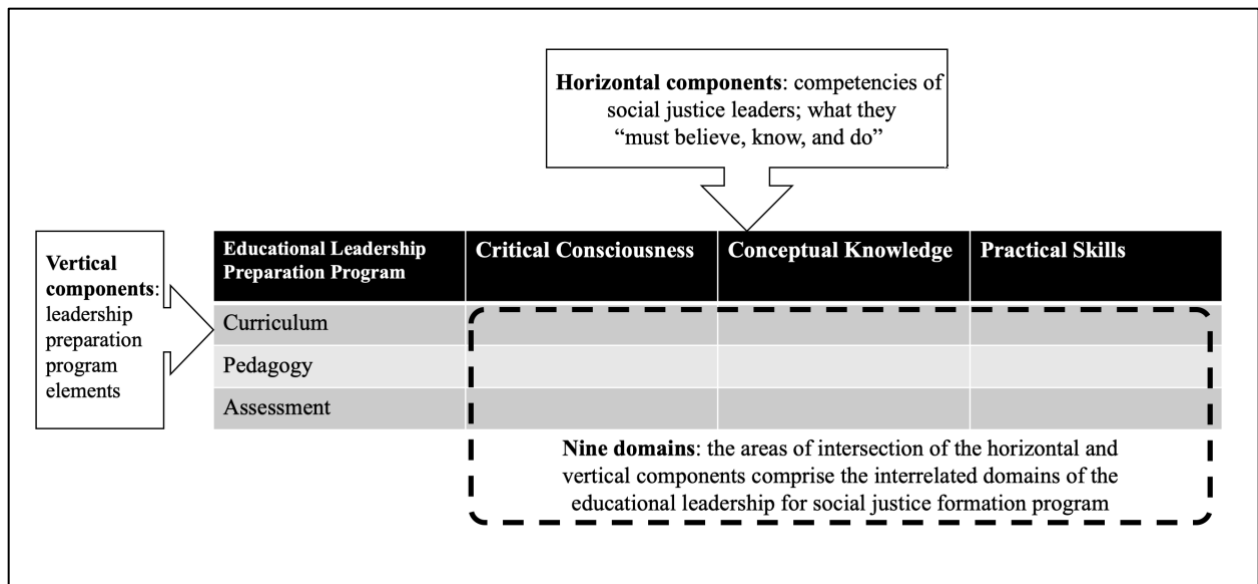 Horizontal components: competencies of
social justice leaders; what they
“must believe, know, and do”
Vertical
components:
leadership
preparation
program
elements
Educational Leadership
Preparation Program
Critical Consciousness
Conceptual Knowledge
Practical Skills
Curriculum
Pedagogy
Assessment
Nine domains: the areas of intersection of the horizontal and
vertical components comprise the interrelated domains of the
educational leadership for social justice formation program